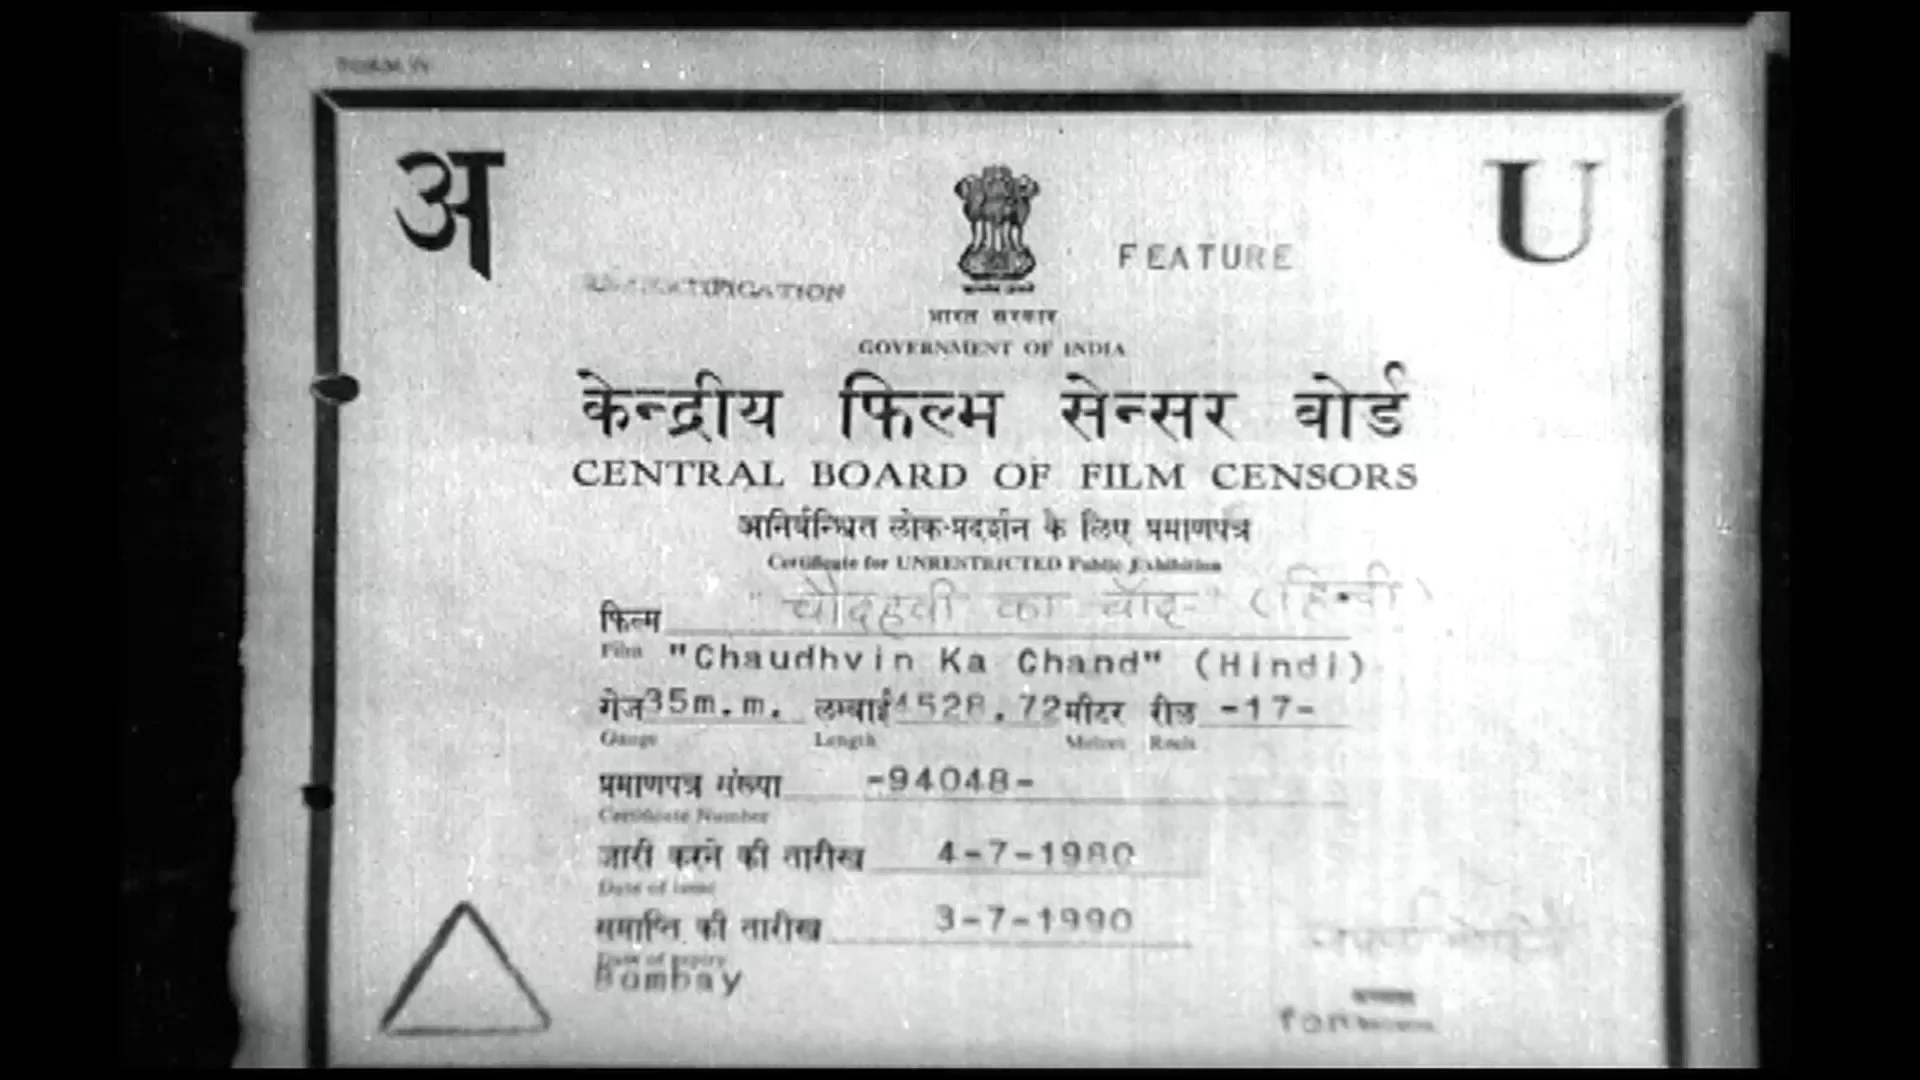 अ
U
FEATURE
भारत सरकार
GOVERNMENT OF INDIA
केन्द्रीय फिल्म सेन्सर बोर्ड
CENTRAL BOARD OF FILM CENSORS
अनिर्यन्धित लोक-प्रदर्शन के लिए प्रमाणपत्र
Certificate for UNRESTRICTED Public Exhibition
फिल्म "चौदहवी का चाँद" (हिन्दी)
Film "Chaudhvin Ka Chand" (Hindi)
गेज 35m.m. लम्बाई 4528.72 मीटर रील -17-
Gauge Length Metres Reels
प्रमाणपत्र संख्या -94048-
Certificate Number
जारी करने की तारीख 4-7-1980
Date of issue
समाप्ति की तारीख 3-7-1990
Date of expiry
Bombay
for